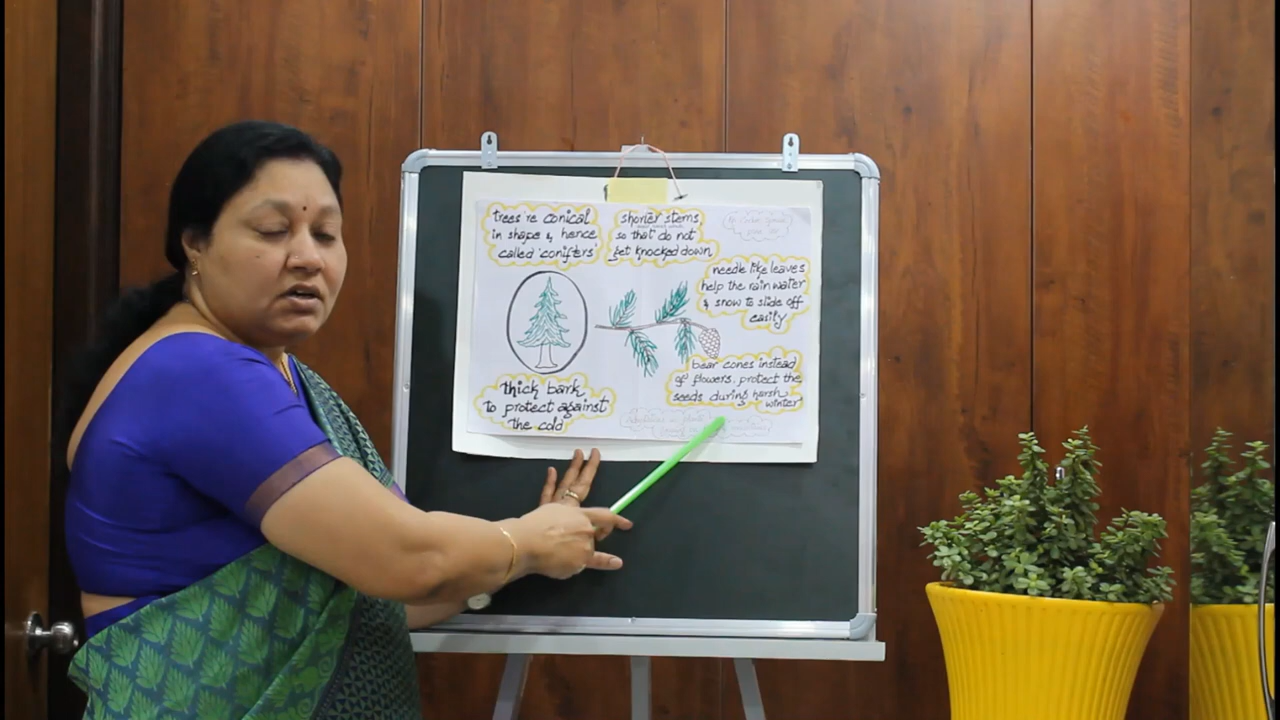 trees 're conical
in shape & hence
called 'conifters'
shorter stems,
so that do not
get knocked down
needle like leaves
help the rain water
& snow to slide off
easily
bear cones instead
of flowers. protect the
seeds during harsh
winter
thick bark
to protect against
the cold